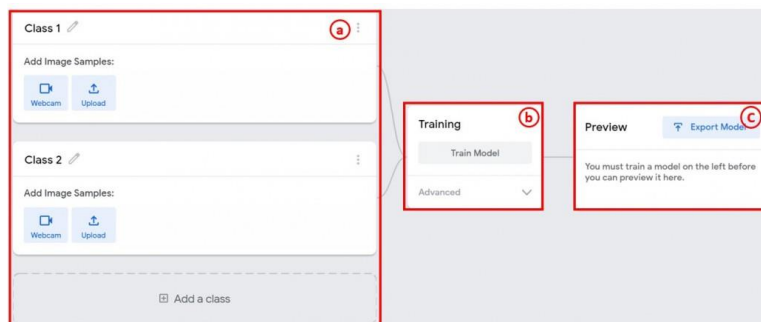 Class 1
a
Add Image Samples:
Webcam Upload
Class 2
Add Image Samples:
Webcam Upload
Add a class
Training
b
Train Model
Advanced
Preview
Export Model
c
You must train a model on the left before
you can preview it here.